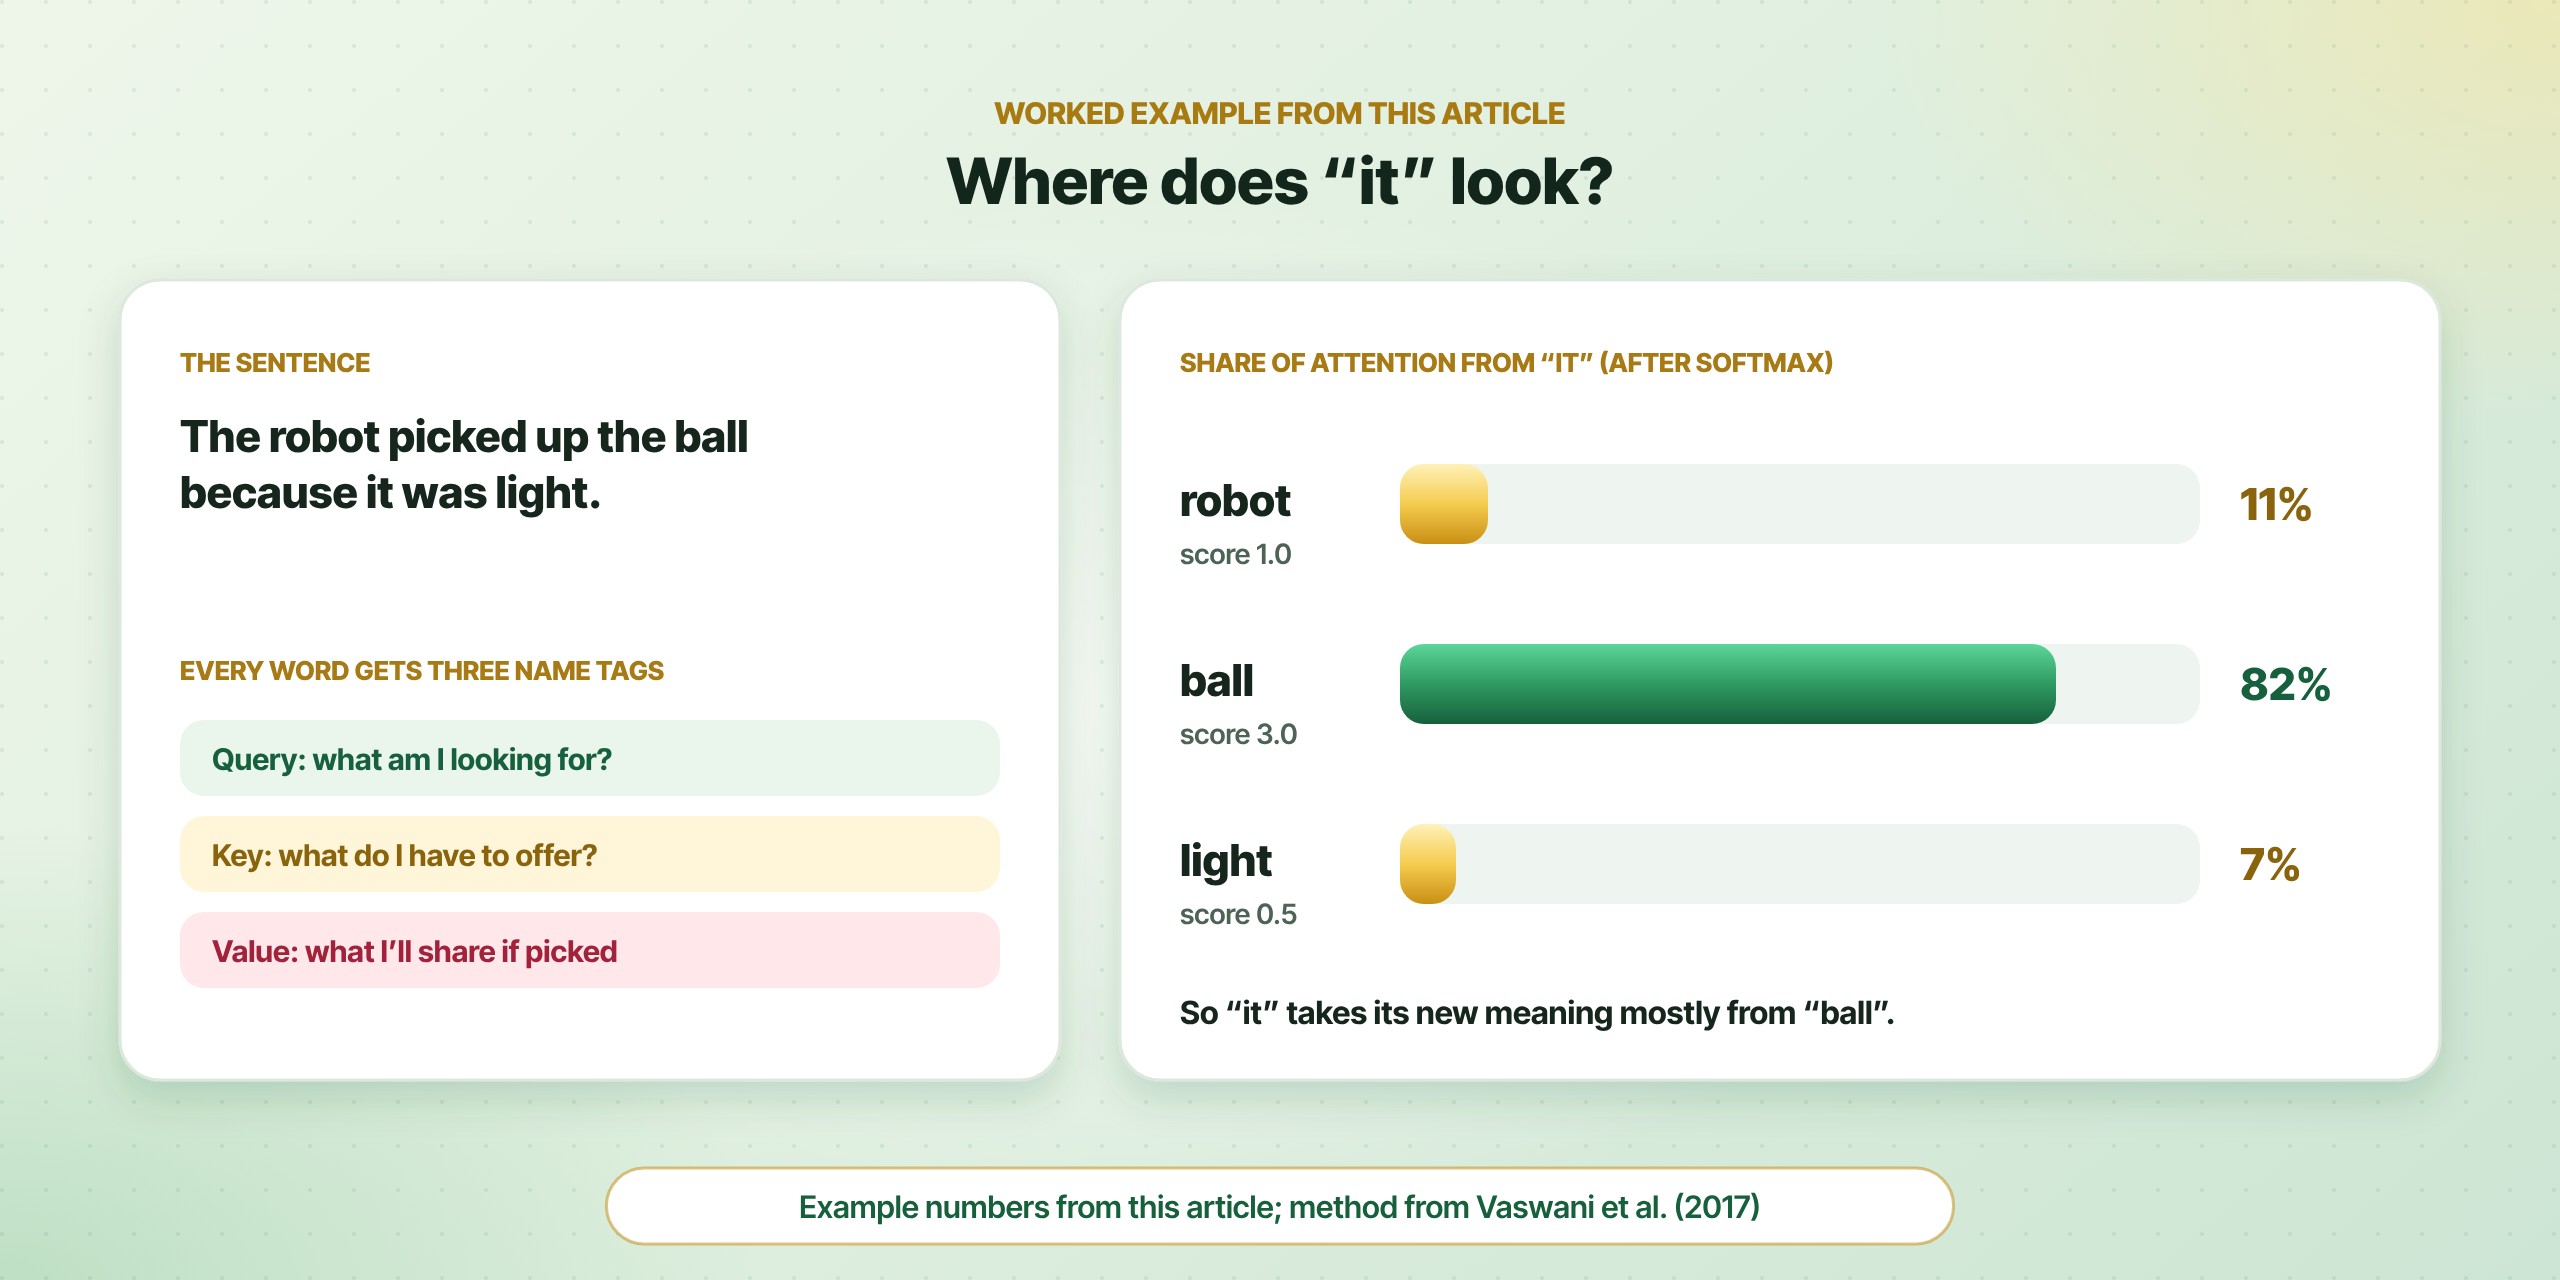 WORKED EXAMPLE FROM THIS ARTICLE
Where does “it” look?
THE SENTENCE
The robot picked up the ball
because it was light.
EVERY WORD GETS THREE NAME TAGS
Query: what am I looking for?
Key: what do I have to offer?
Value: what I’ll share if picked
SHARE OF ATTENTION FROM “IT” (AFTER SOFTMAX)
robot
score 1.0
11%
ball
score 3.0
82%
light
score 0.5
7%
So “it” takes its new meaning mostly from “ball”.
Example numbers from this article; method from Vaswani et al. (2017)